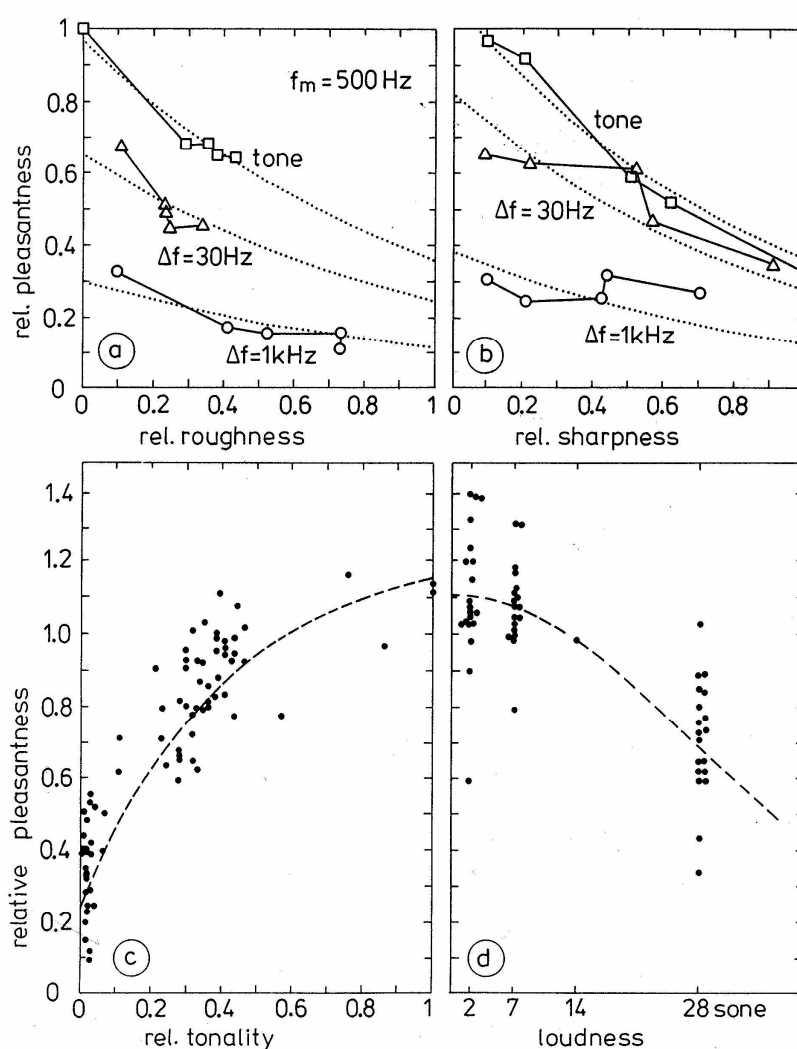 1
0.8
0.6
0.4
0.2
0
rel. pleasantness
fm = 500 Hz
tone
Δf = 30Hz
Δf = 1kHz
a
0 0.2 0.4 0.6 0.8 1
rel. roughness
tone
Δf = 30Hz
Δf = 1kHz
b
0 0.2 0.4 0.6 0.8
rel. sharpness
1.4
1.2
1.0
0.8
0.6
0.4
0.2
0
relative pleasantness
c
0 0.2 0.4 0.6 0.8 1
rel. tonality
d
2 7 14 28 sone
loudness